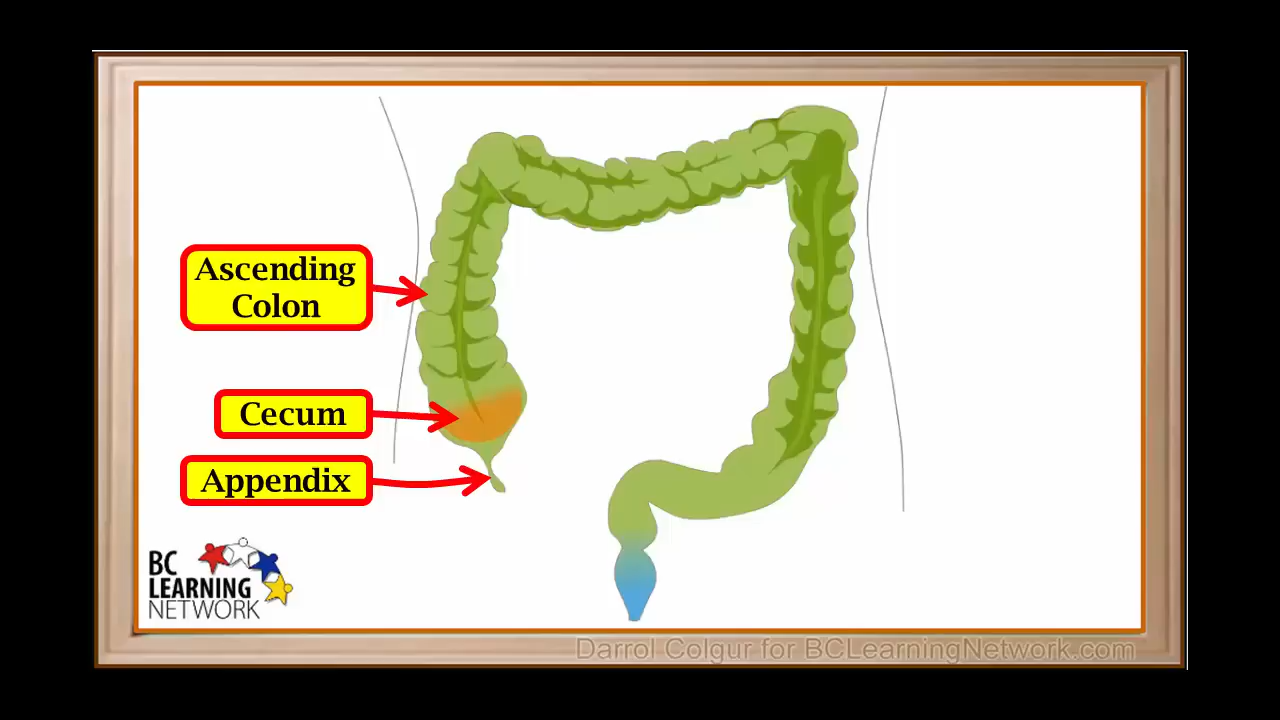 Ascending
Colon
Cecum
Appendix
BC
LEARNING
NETWORK
Darrol Colgur for BCLearningNetwork.com